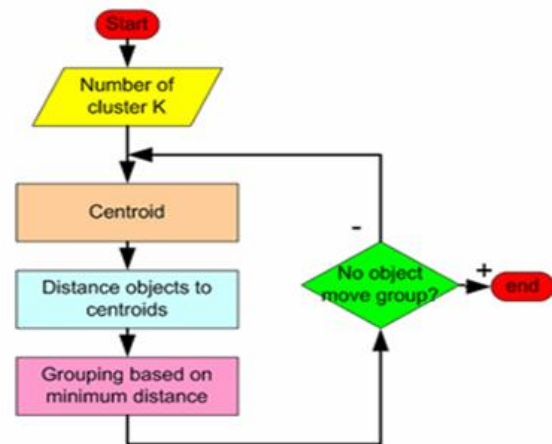 Start
Number of
cluster K
Centroid
-
No object
move group?
+
end
Distance objects to
centroids
Grouping based on
minimum distance